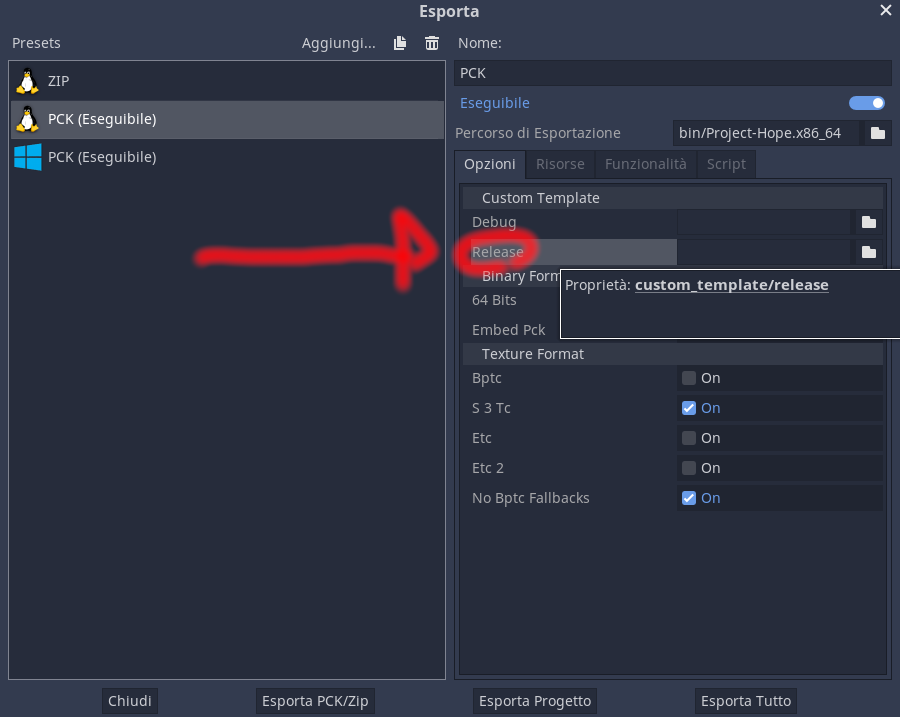 Esporta
Presets
Aggiungi...
ZIP
PCK (Eseguibile)
PCK (Eseguibile)
Nome:
PCK
Eseguibile
Percorso di Esportazione
bin/Project-Hope.x86_64
Opzioni Risorse Funzionalità Script
Custom Template
Debug
Release
Binary Form
Proprietà: custom_template/release
64 Bits
Embed Pck
Texture Format
Bptc On
S 3 Tc On
Etc On
Etc 2 On
No Bptc Fallbacks On
Chiudi Esporta PCK/Zip Esporta Progetto Esporta Tutto